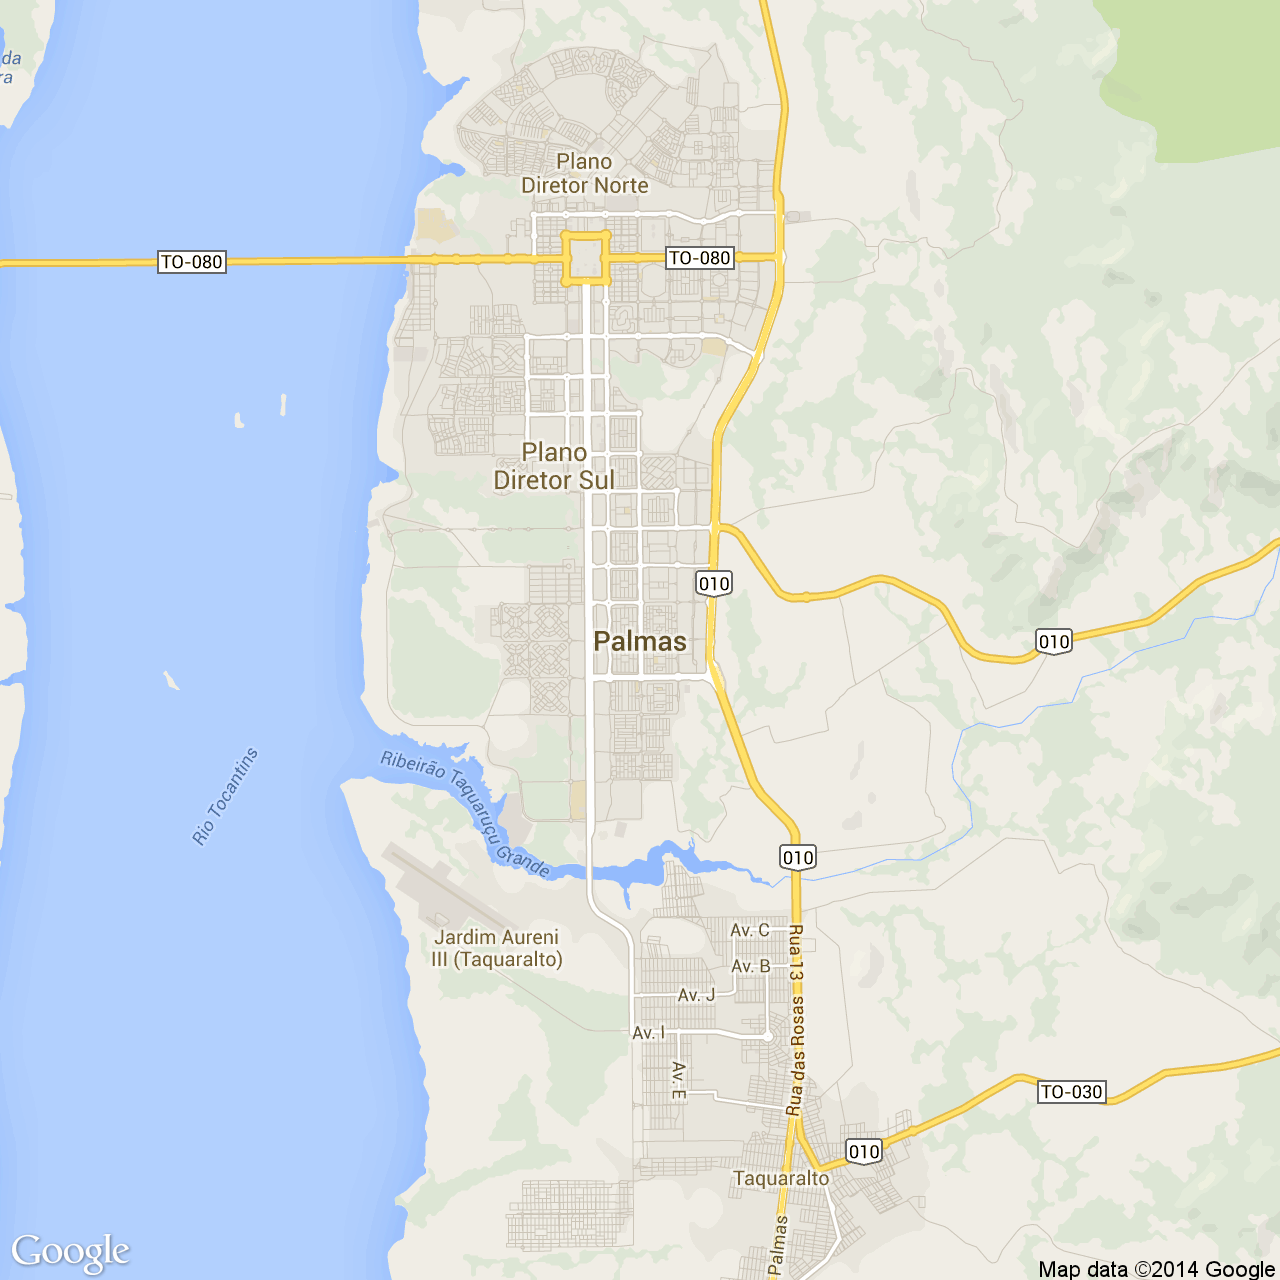 da
ra
Plano
Diretor Norte
TO-080
TO-080
Plano
Diretor Sul
010
Palmas
010
Ribeirão Taquaruçu Grande
Rio Tocantins
010
Jardim Aureni
III (Taquaralto)
Av. C
Av. B
Rua 13
Av. J
Rua das Rosas
Av. I
Av. E
TO-030
010
Taquaralto
Palmas
Google
Map data ©2014 Google